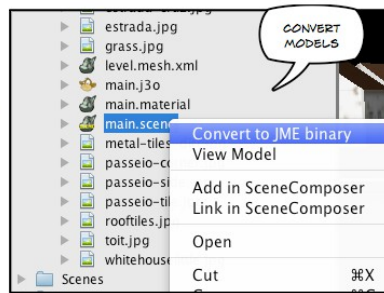 estrada.jpg
grass.jpg
level.mesh.xml
main.j3o
main.material
main.scene
metal-tiles
passeio-
passeio-si
passeio-ti
rooftiles.jp
toit.jpg
whitehouse
Scenes
CONVERT
MODELS
Convert to JME binary
View Model
Add in SceneComposer
Link in SceneComposer
Open
Cut ⌘X